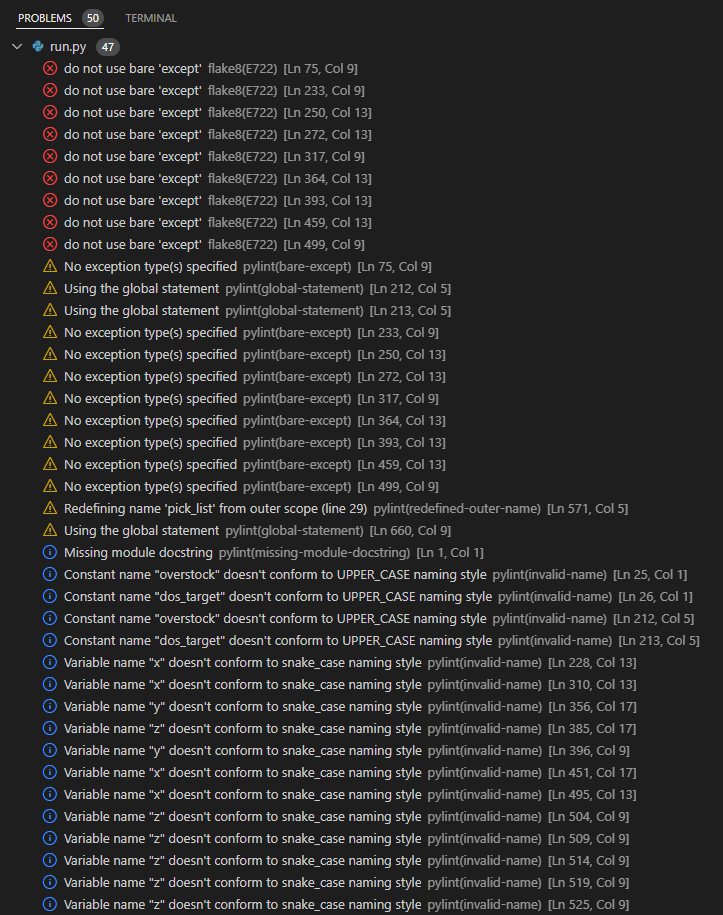 PROBLEMS 50 TERMINAL
run.py 47
do not use bare 'except' flake8(E722) [Ln 75, Col 9]
do not use bare 'except' flake8(E722) [Ln 233, Col 9]
do not use bare 'except' flake8(E722) [Ln 250, Col 13]
do not use bare 'except' flake8(E722) [Ln 272, Col 13]
do not use bare 'except' flake8(E722) [Ln 317, Col 9]
do not use bare 'except' flake8(E722) [Ln 364, Col 13]
do not use bare 'except' flake8(E722) [Ln 393, Col 13]
do not use bare 'except' flake8(E722) [Ln 459, Col 13]
do not use bare 'except' flake8(E722) [Ln 499, Col 9]
No exception type(s) specified pylint(bare-except) [Ln 75, Col 9]
Using the global statement pylint(global-statement) [Ln 212, Col 5]
Using the global statement pylint(global-statement) [Ln 213, Col 5]
No exception type(s) specified pylint(bare-except) [Ln 233, Col 9]
No exception type(s) specified pylint(bare-except) [Ln 250, Col 13]
No exception type(s) specified pylint(bare-except) [Ln 272, Col 13]
No exception type(s) specified pylint(bare-except) [Ln 317, Col 9]
No exception type(s) specified pylint(bare-except) [Ln 364, Col 13]
No exception type(s) specified pylint(bare-except) [Ln 393, Col 13]
No exception type(s) specified pylint(bare-except) [Ln 459, Col 13]
No exception type(s) specified pylint(bare-except) [Ln 499, Col 9]
Redefining name 'pick_list' from outer scope (line 29) pylint(redefined-outer-name) [Ln 571, Col 5]
Using the global statement pylint(global-statement) [Ln 660, Col 9]
Missing module docstring pylint(missing-module-docstring) [Ln 1, Col 1]
Constant name "overstock" doesn't conform to UPPER_CASE naming style pylint(invalid-name) [Ln 25, Col 1]
Constant name "dos_target" doesn't conform to UPPER_CASE naming style pylint(invalid-name) [Ln 26, Col 1]
Constant name "overstock" doesn't conform to UPPER_CASE naming style pylint(invalid-name) [Ln 212, Col 5]
Constant name "dos_target" doesn't conform to UPPER_CASE naming style pylint(invalid-name) [Ln 213, Col 5]
Variable name "x" doesn't conform to snake_case naming style pylint(invalid-name) [Ln 228, Col 13]
Variable name "x" doesn't conform to snake_case naming style pylint(invalid-name) [Ln 310, Col 13]
Variable name "y" doesn't conform to snake_case naming style pylint(invalid-name) [Ln 356, Col 17]
Variable name "z" doesn't conform to snake_case naming style pylint(invalid-name) [Ln 385, Col 17]
Variable name "y" doesn't conform to snake_case naming style pylint(invalid-name) [Ln 396, Col 9]
Variable name "x" doesn't conform to snake_case naming style pylint(invalid-name) [Ln 451, Col 17]
Variable name "x" doesn't conform to snake_case naming style pylint(invalid-name) [Ln 495, Col 13]
Variable name "z" doesn't conform to snake_case naming style pylint(invalid-name) [Ln 504, Col 9]
Variable name "z" doesn't conform to snake_case naming style pylint(invalid-name) [Ln 509, Col 9]
Variable name "z" doesn't conform to snake_case naming style pylint(invalid-name) [Ln 514, Col 9]
Variable name "z" doesn't conform to snake_case naming style pylint(invalid-name) [Ln 519, Col 9]
Variable name "z" doesn't conform to snake_case naming style pylint(invalid-name) [Ln 525, Col 9]